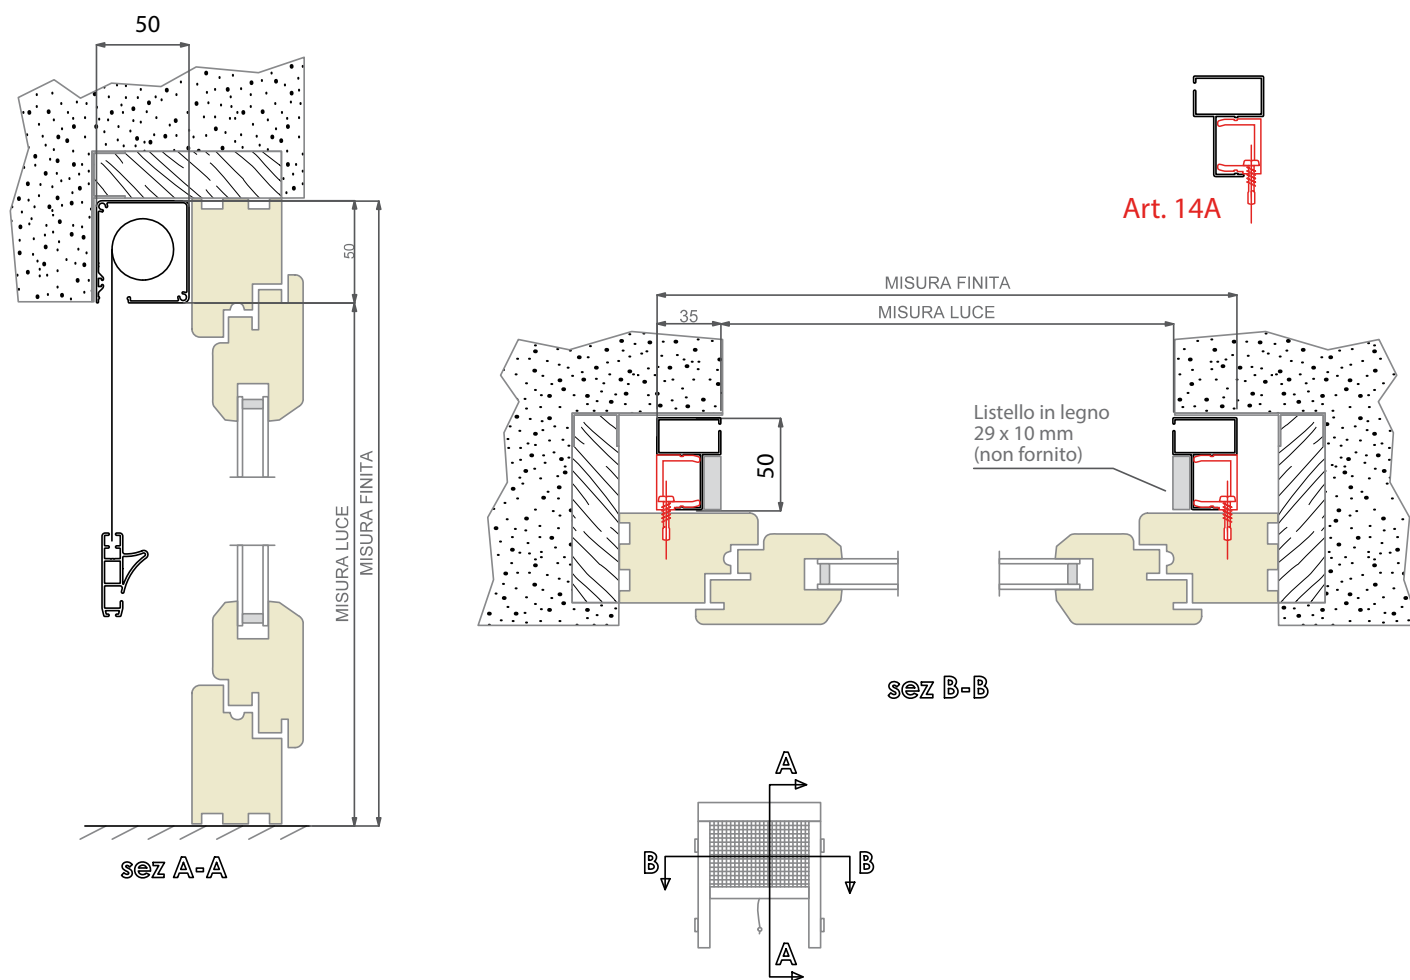 50
50
MISURA LUCE
MISURA FINITA
sez A-A
Art. 14A
MISURA FINITA
35
MISURA LUCE
50
Listello in legno
29 x 10 mm
(non fornito)
sez B-B
A
B
B
A